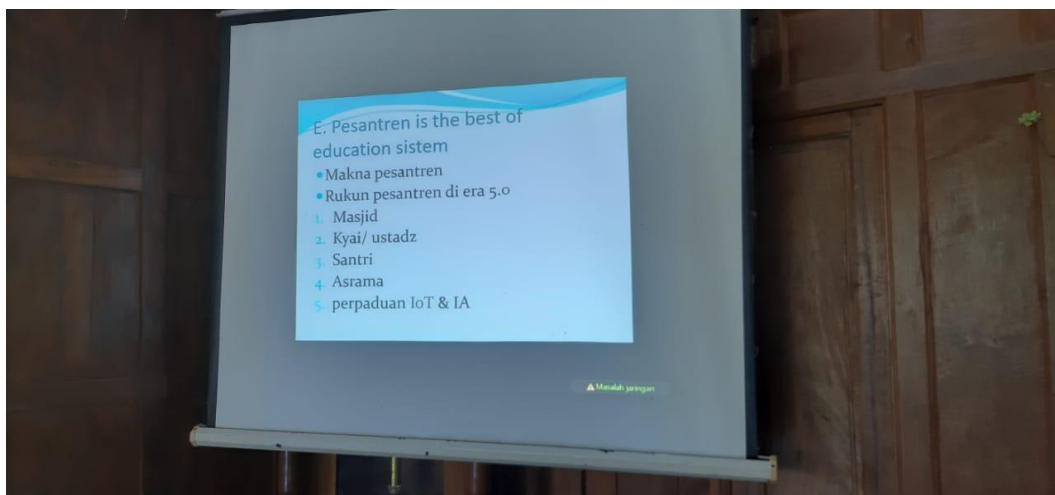 E. Pesantren is the best of
education sistem
•Makna pesantren
•Rukun pesantren di era 5.0
1. Masjid
2. Kyai/ ustadz
3. Santri
4. Asrama
5. perpaduan IoT & IA
Masalah jaringan